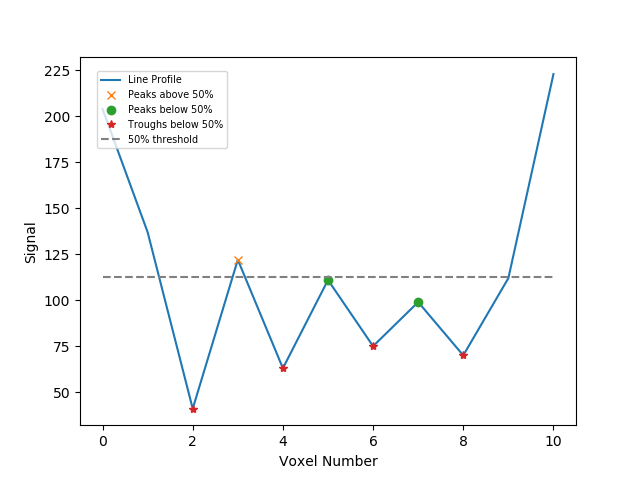 225
200
175
150
125
100
75
50
Signal
Line Profile
Peaks above 50%
Peaks below 50%
Troughs below 50%
50% threshold
0 2 4 6 8 10
Voxel Number